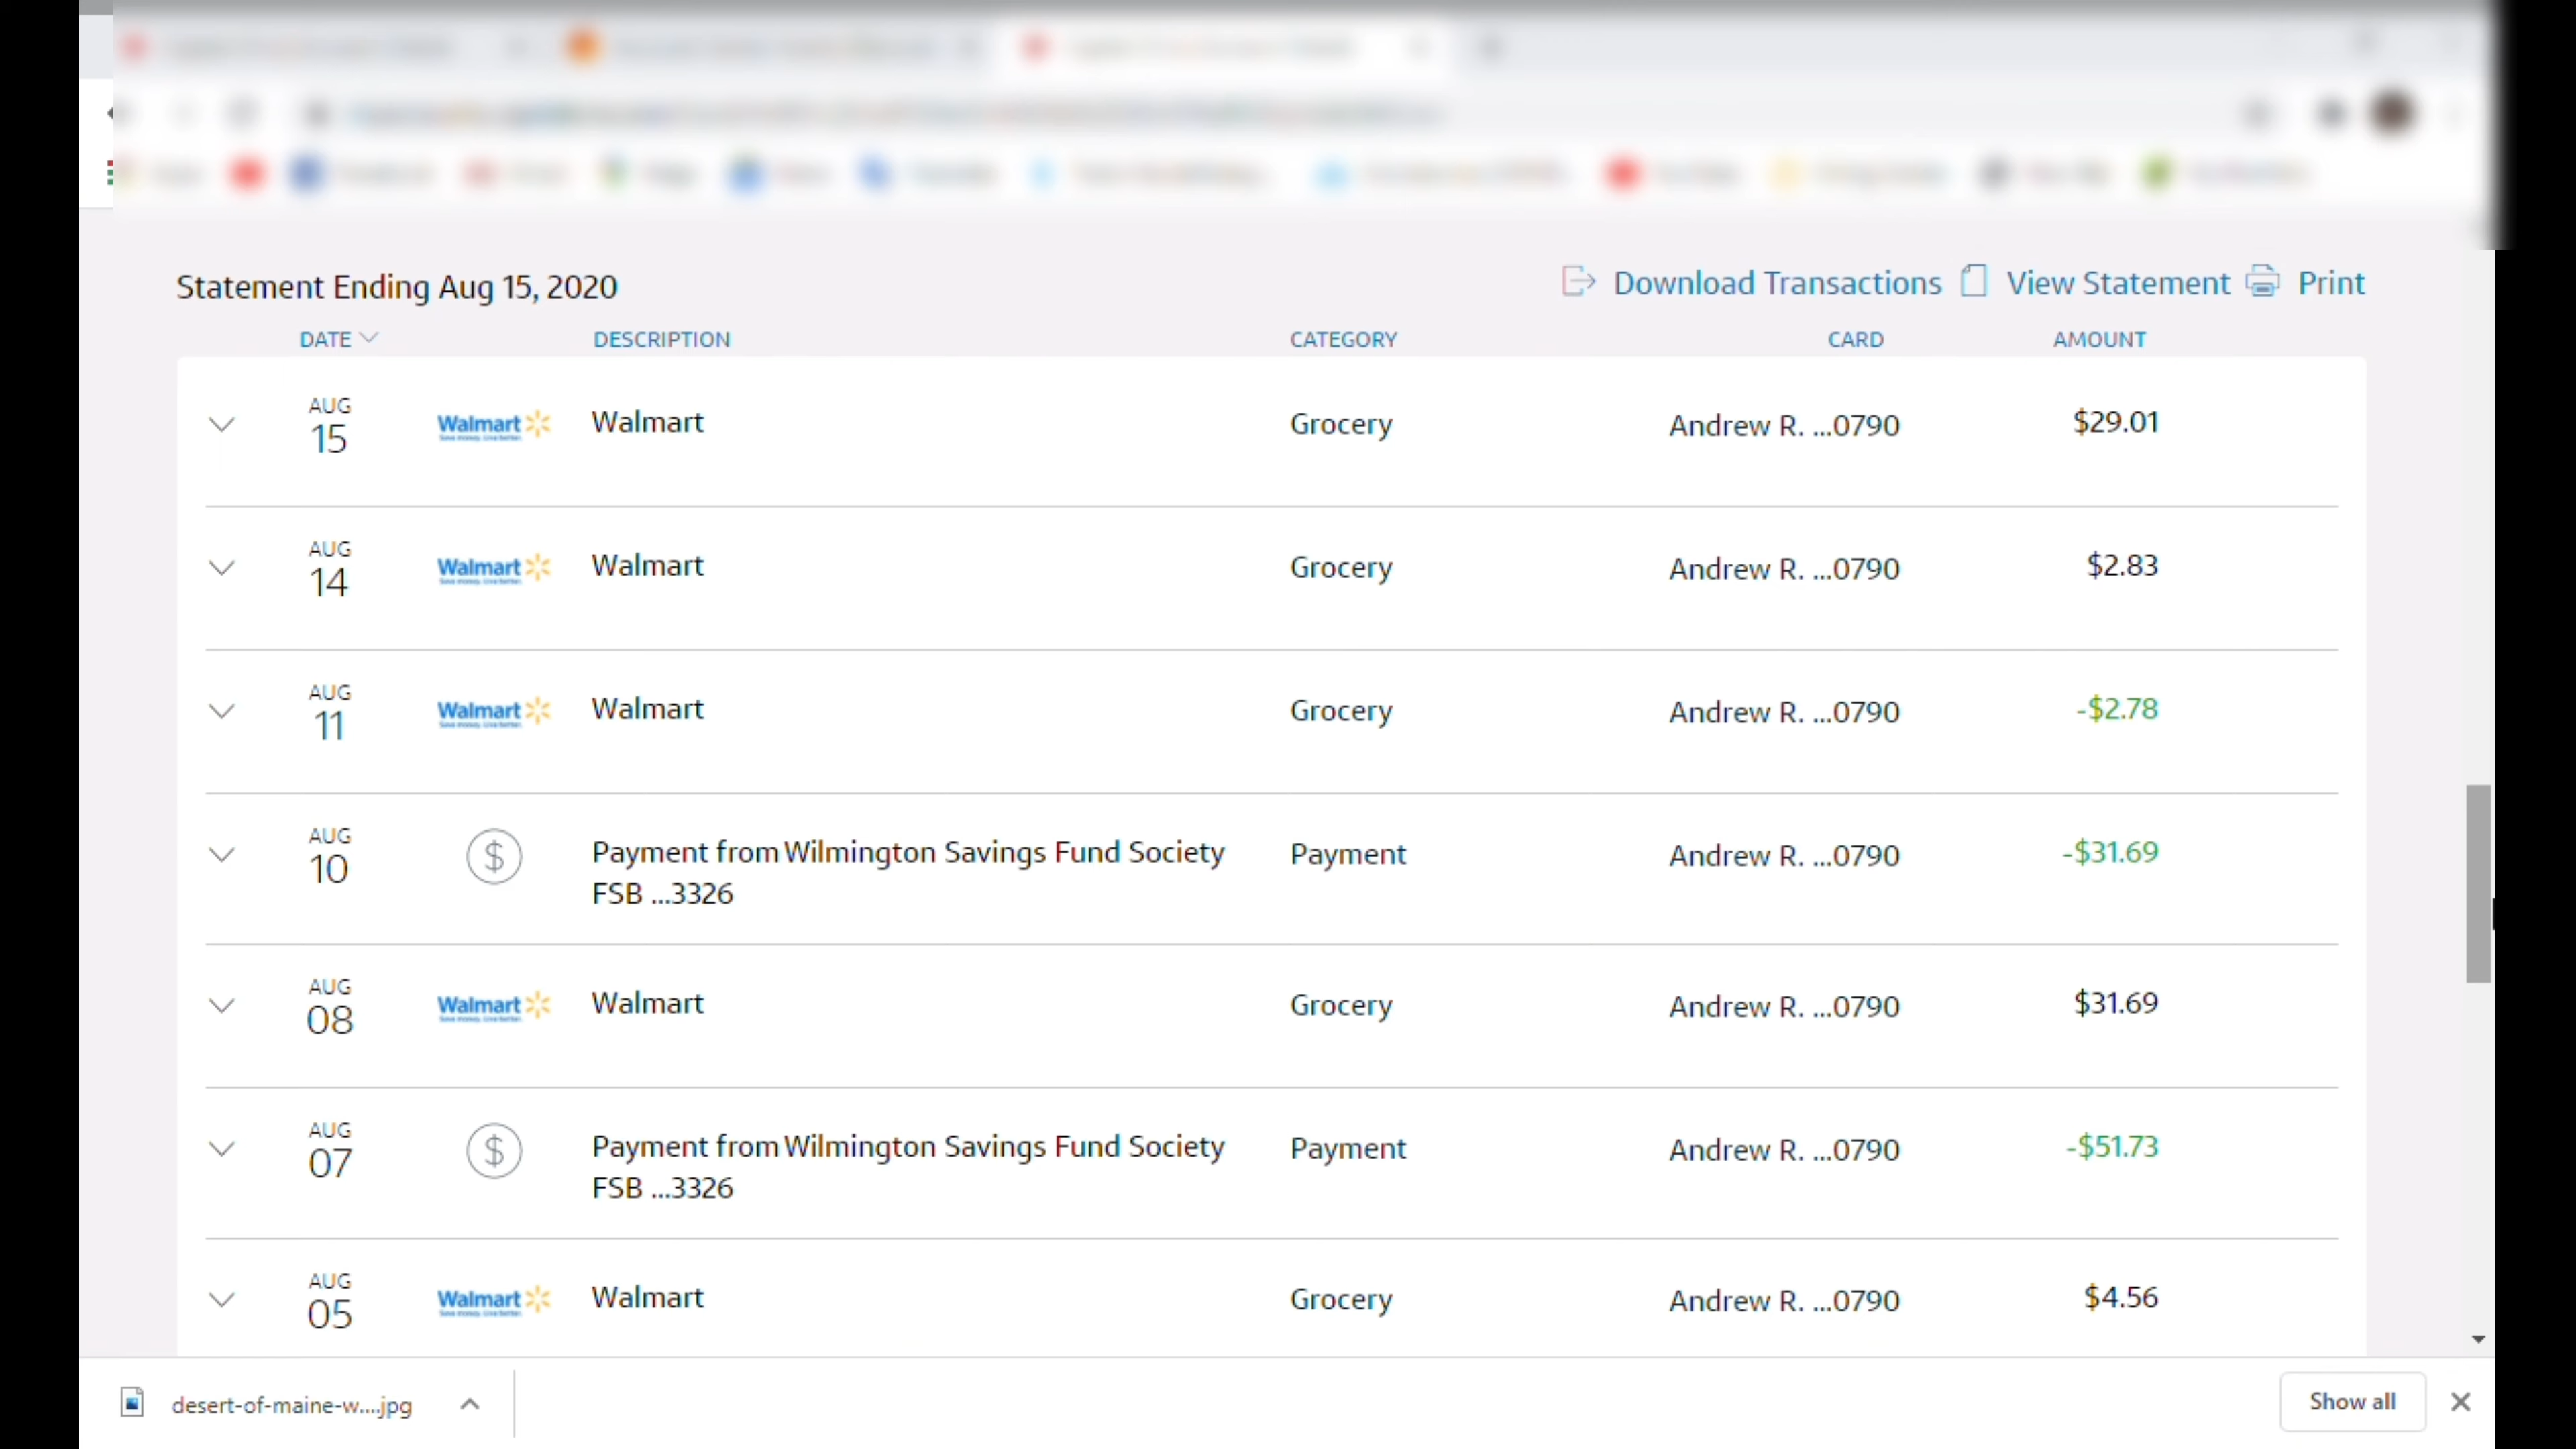 Statement Ending Aug 15, 2020
Download Transactions View Statement Print
DATE DESCRIPTION CATEGORY CARD AMOUNT
AUG 15 Walmart Walmart Grocery Andrew R. ...0790 $29.01
AUG 14 Walmart Walmart Grocery Andrew R. ...0790 $2.83
AUG 11 Walmart Walmart Grocery Andrew R. ...0790 -$2.78
AUG 10 $ Payment from Wilmington Savings Fund Society Payment Andrew R. ...0790 -$31.69
FSB ...3326
AUG 08 Walmart Walmart Grocery Andrew R. ...0790 $31.69
AUG 07 $ Payment from Wilmington Savings Fund Society Payment Andrew R. ...0790 -$51.73
FSB ...3326
AUG 05 Walmart Walmart Grocery Andrew R. ...0790 $4.56
desert-of-maine-w....jpg Show all